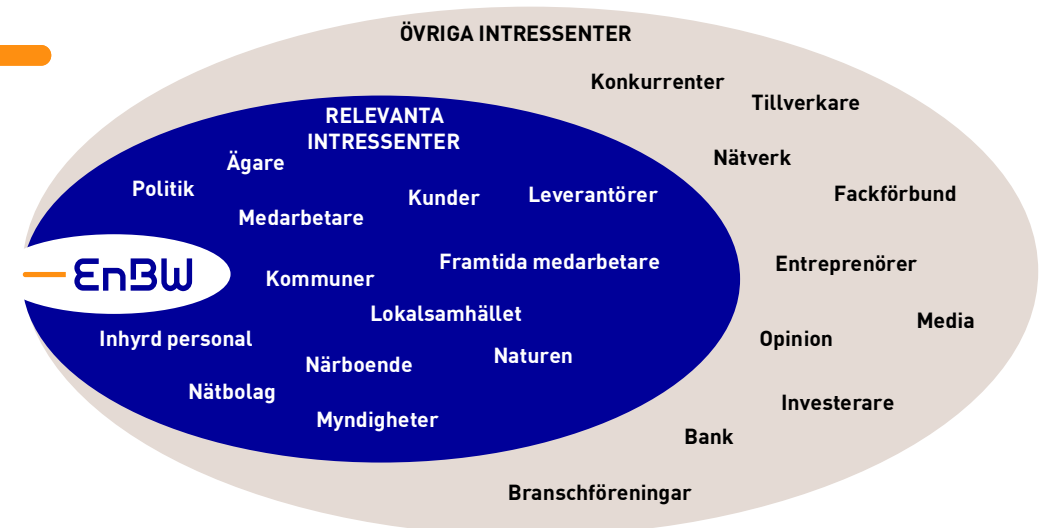 ÖVRIGA INTRESSENTER
Konkurrenter
Tillverkare
RELEVANTA
INTRESSENTER
Nätverk
Ägare
Politik
Kunder
Leverantörer
Fackförbund
Medarbetare
Framtida medarbetare
Entreprenörer
EnBW
Kommuner
Lokalsamhället
Media
Inhyrd personal
Opinion
Närboende
Naturen
Nätbolag
Investerare
Myndigheter
Bank
Branschföreningar